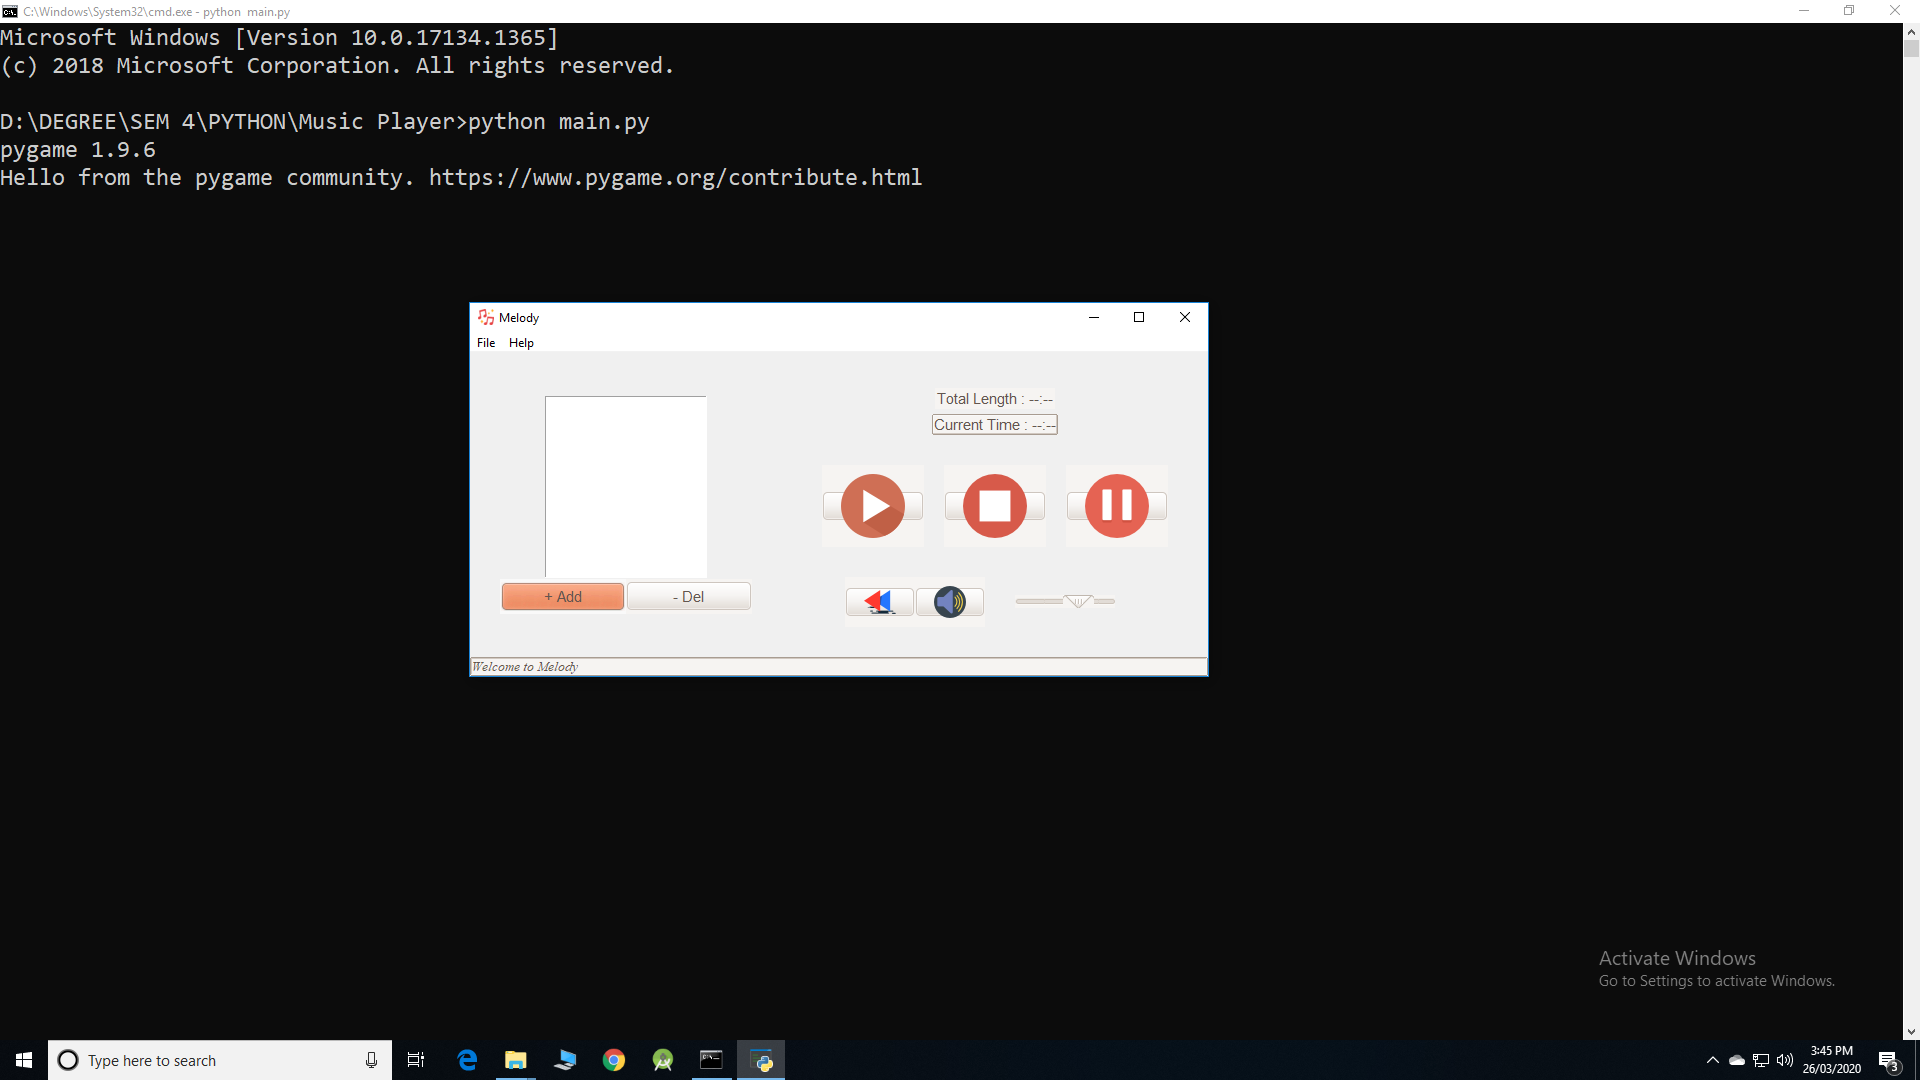 C:\Windows\System32\cmd.exe - python  main.py
Microsoft Windows [Version 10.0.17134.1365]
(c) 2018 Microsoft Corporation. All rights reserved.
D:\DEGREE\SEM 4\PYTHON\Music Player>python main.py
pygame 1.9.6
Hello from the pygame community. https://www.pygame.org/contribute.html
Melody
File Help
Total Length : --:--
Current Time : --:--
+ Add - Del
Welcome to Melody
Activate Windows
Go to Settings to activate Windows.
Type here to search
3:45 PM
26/03/2020
3